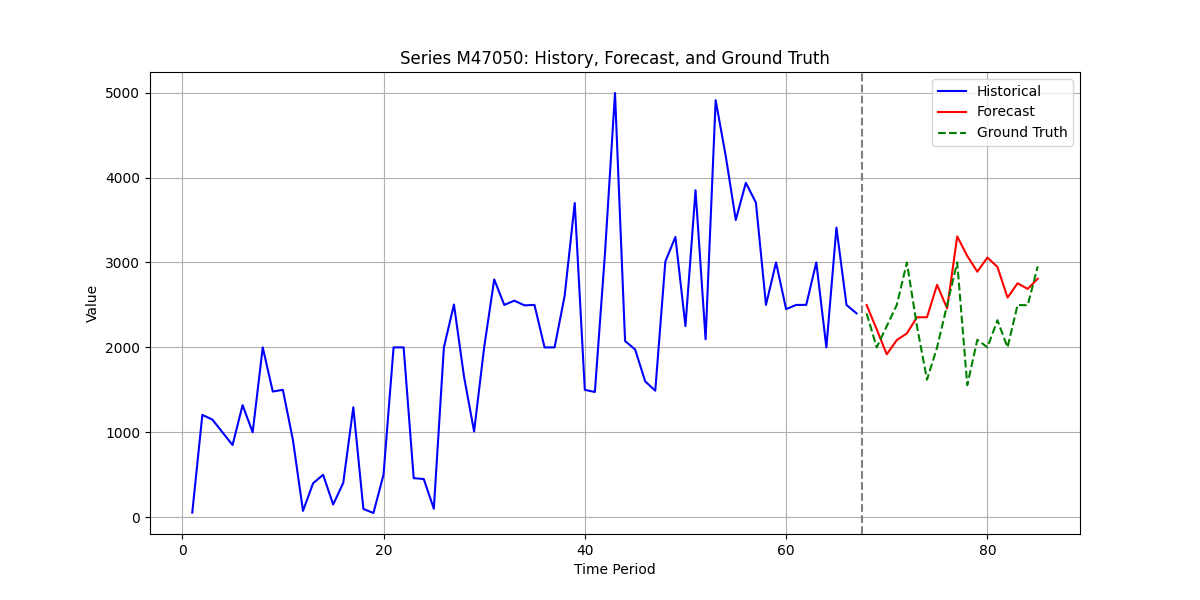 Series M47050: History, Forecast, and Ground Truth
Historical
Forecast
Ground Truth
Value
5000
4000
3000
2000
1000
0
0 20 40 60 80
Time Period